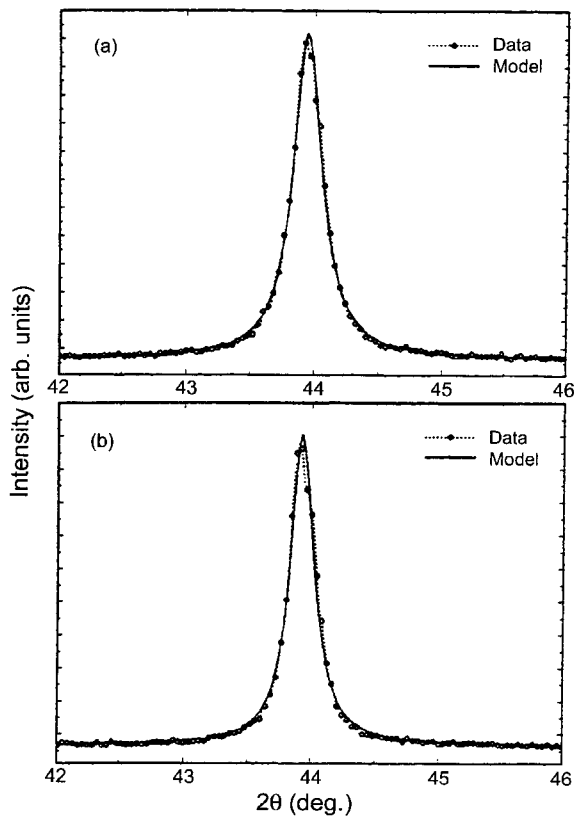 (a)
Data
Model
42 43 44 45 46
Intensity (arb. units)
(b)
Data
Model
42 43 44 45 46
2θ (deg.)